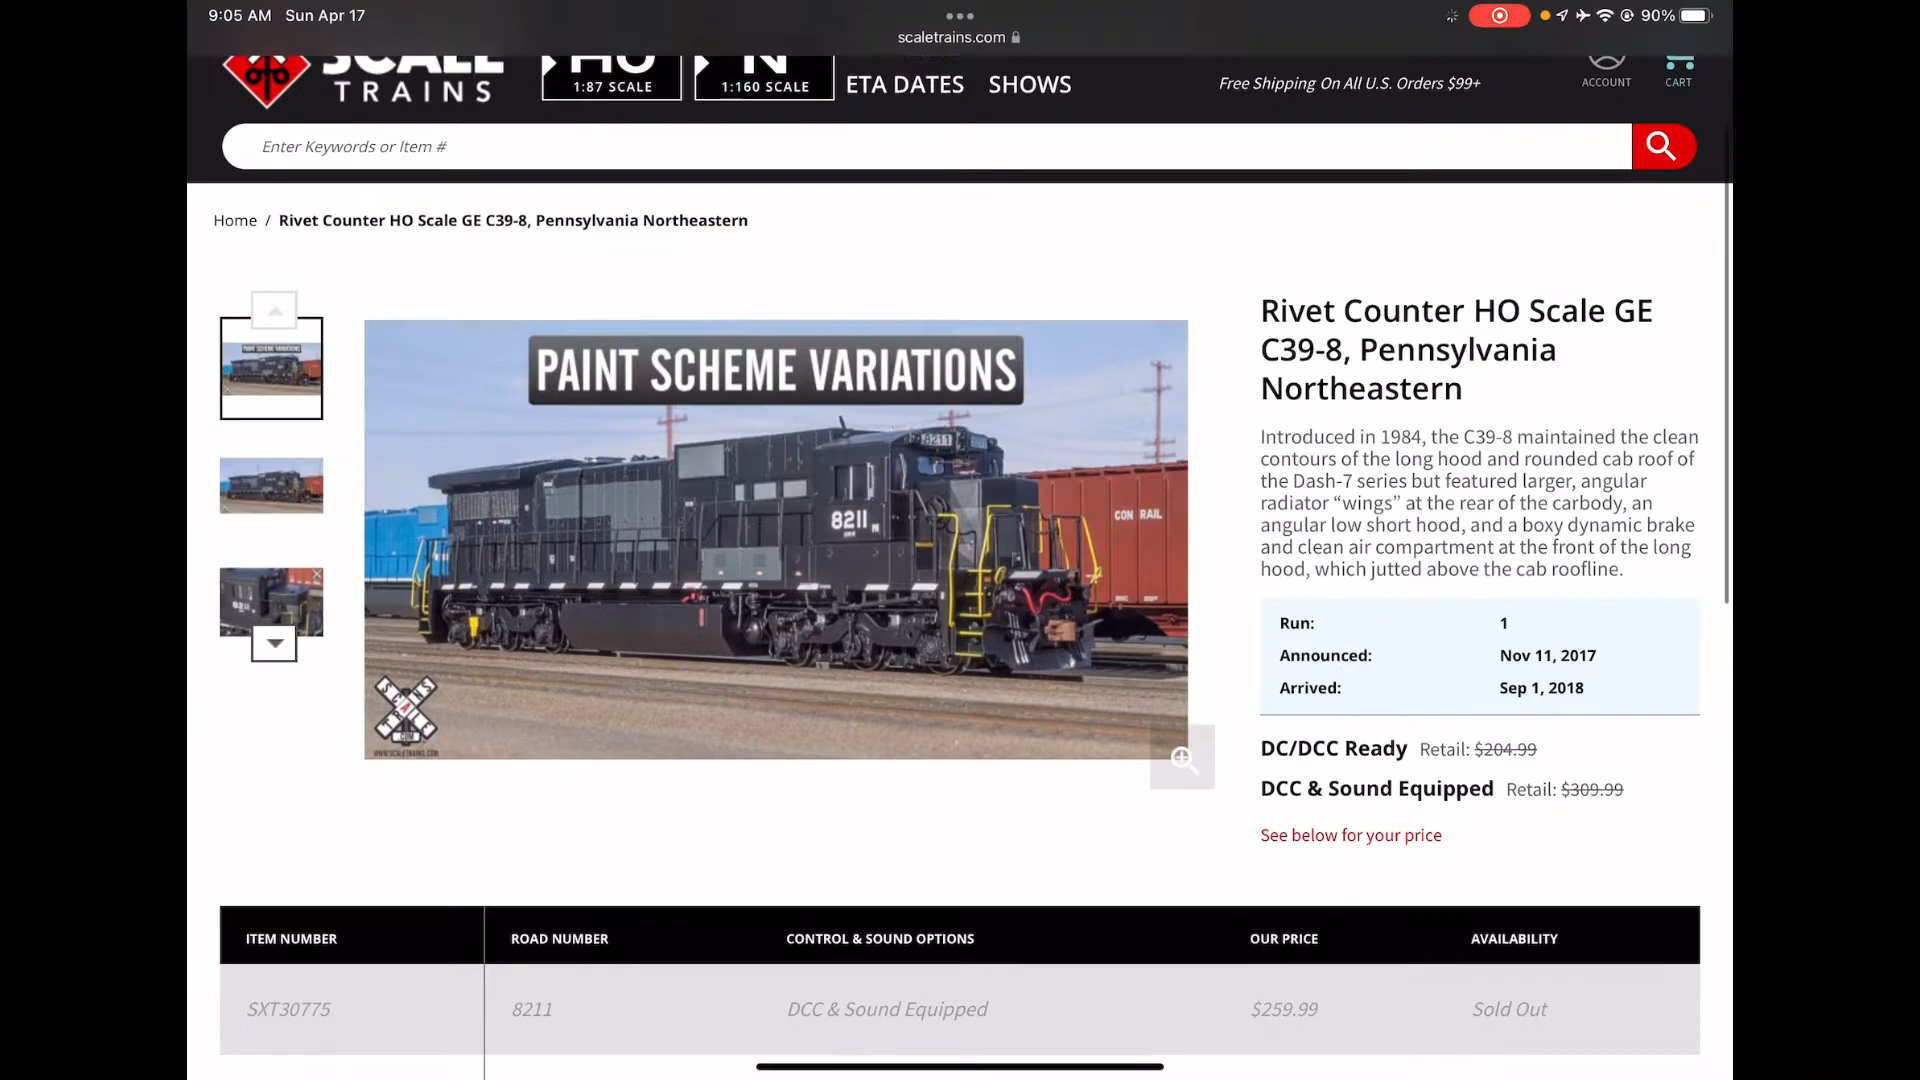 9:05 AM Sun Apr 17
90%
scaletrains.com
SCALE
TRAINS
HO
1:87 SCALE
N
1:160 SCALE
ETA DATES
SHOWS
Free Shipping On All U.S. Orders $99+
ACCOUNT
CART
Enter Keywords or Item #
Home / Rivet Counter HO Scale GE C39-8, Pennsylvania Northeastern
PAINT SCHEME VARIATIONS
8211
8211
CONRAIL
WWW.SCALETRAINS.COM
Rivet Counter HO Scale GE
C39-8, Pennsylvania
Northeastern
Introduced in 1984, the C39-8 maintained the clean
contours of the long hood and rounded cab roof of
the Dash-7 series but featured larger, angular
radiator “wings” at the rear of the carbody, an
angular low short hood, and a boxy dynamic brake
and clean air compartment at the front of the long
hood, which jutted above the cab roofline.
Run: 1
Announced: Nov 11, 2017
Arrived: Sep 1, 2018
DC/DCC Ready Retail: $204.99
DCC & Sound Equipped Retail: $309.99
See below for your price
ITEM NUMBER ROAD NUMBER CONTROL & SOUND OPTIONS OUR PRICE AVAILABILITY
SXT30775 8211 DCC & Sound Equipped $259.99 Sold Out